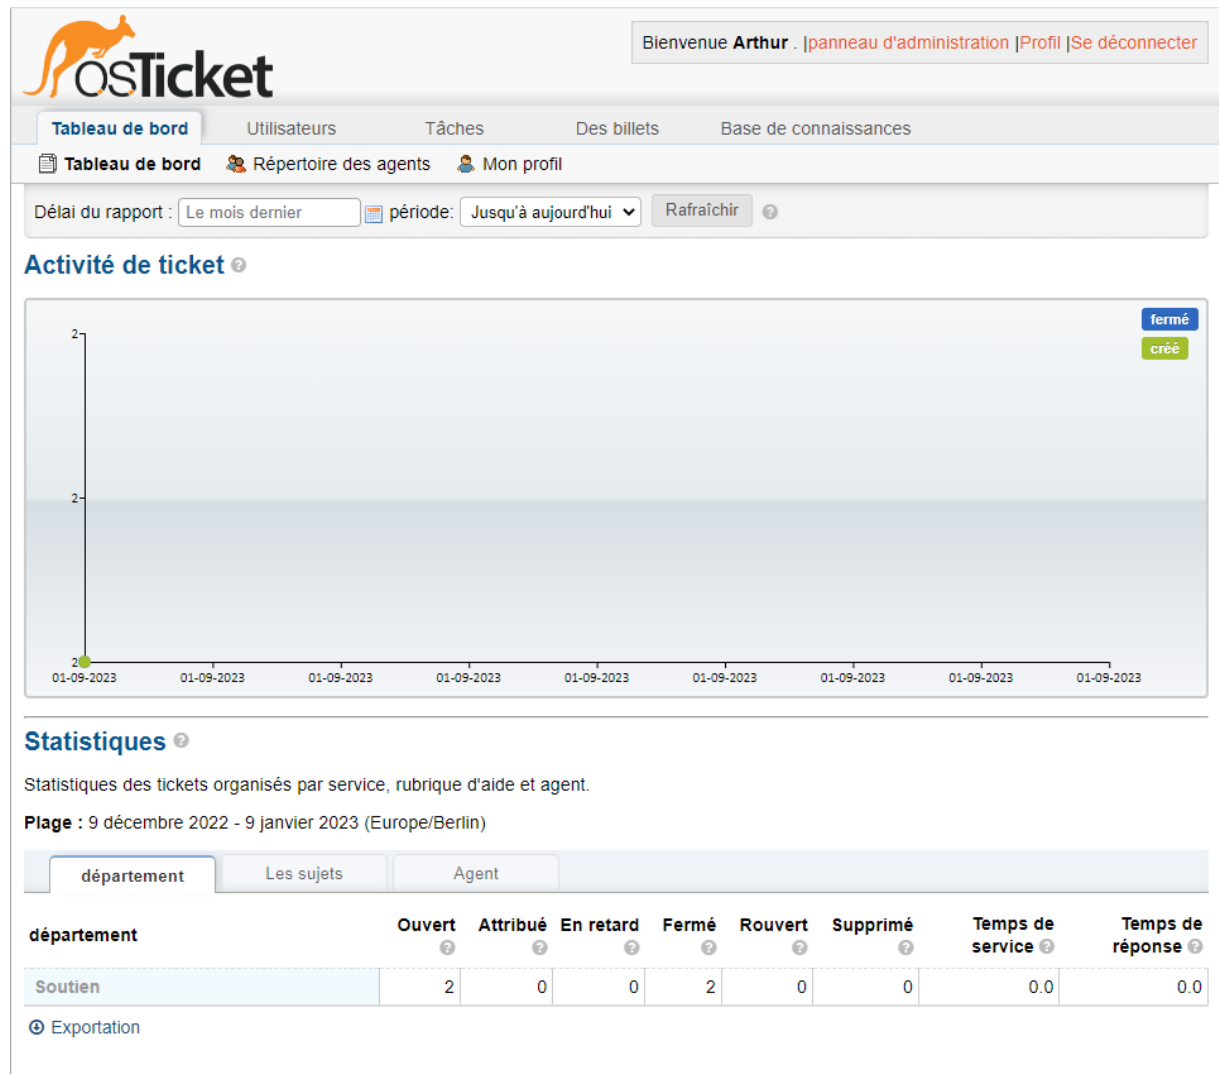 osTicket
Bienvenue Arthur . |panneau d'administration |Profil |Se déconnecter
Tableau de bord Utilisateurs Tâches Des billets Base de connaissances
Tableau de bord Répertoire des agents Mon profil
Délai du rapport : Le mois dernier période: Jusqu'à aujourd'hui Rafraîchir
Activité de ticket
fermé
créé
2
2
2
01-09-2023 01-09-2023 01-09-2023 01-09-2023 01-09-2023 01-09-2023 01-09-2023 01-09-2023 01-09-2023
Statistiques
Statistiques des tickets organisés par service, rubrique d'aide et agent.
Plage : 9 décembre 2022 - 9 janvier 2023 (Europe/Berlin)
département Les sujets Agent
département Ouvert Attribué En retard Fermé Rouvert Supprimé Temps de service Temps de réponse
Soutien 2 0 0 2 0 0 0.0 0.0
Exportation